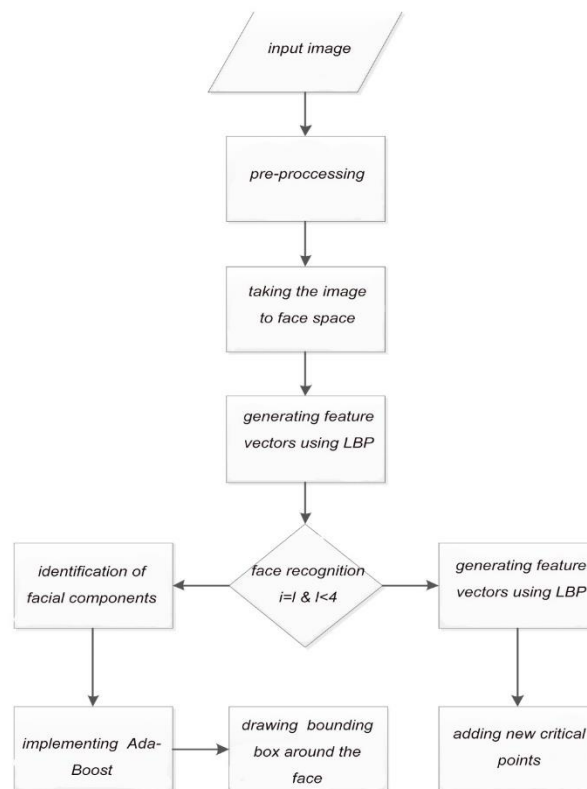 input image
pre-proccessing
taking the image
to face space
generating feature
vectors using LBP
face recognition
i=l & l<4
identification of
facial components
generating feature
vectors using LBP
implementing Ada-
Boost
drawing bounding
box around the
face
adding new critical
points